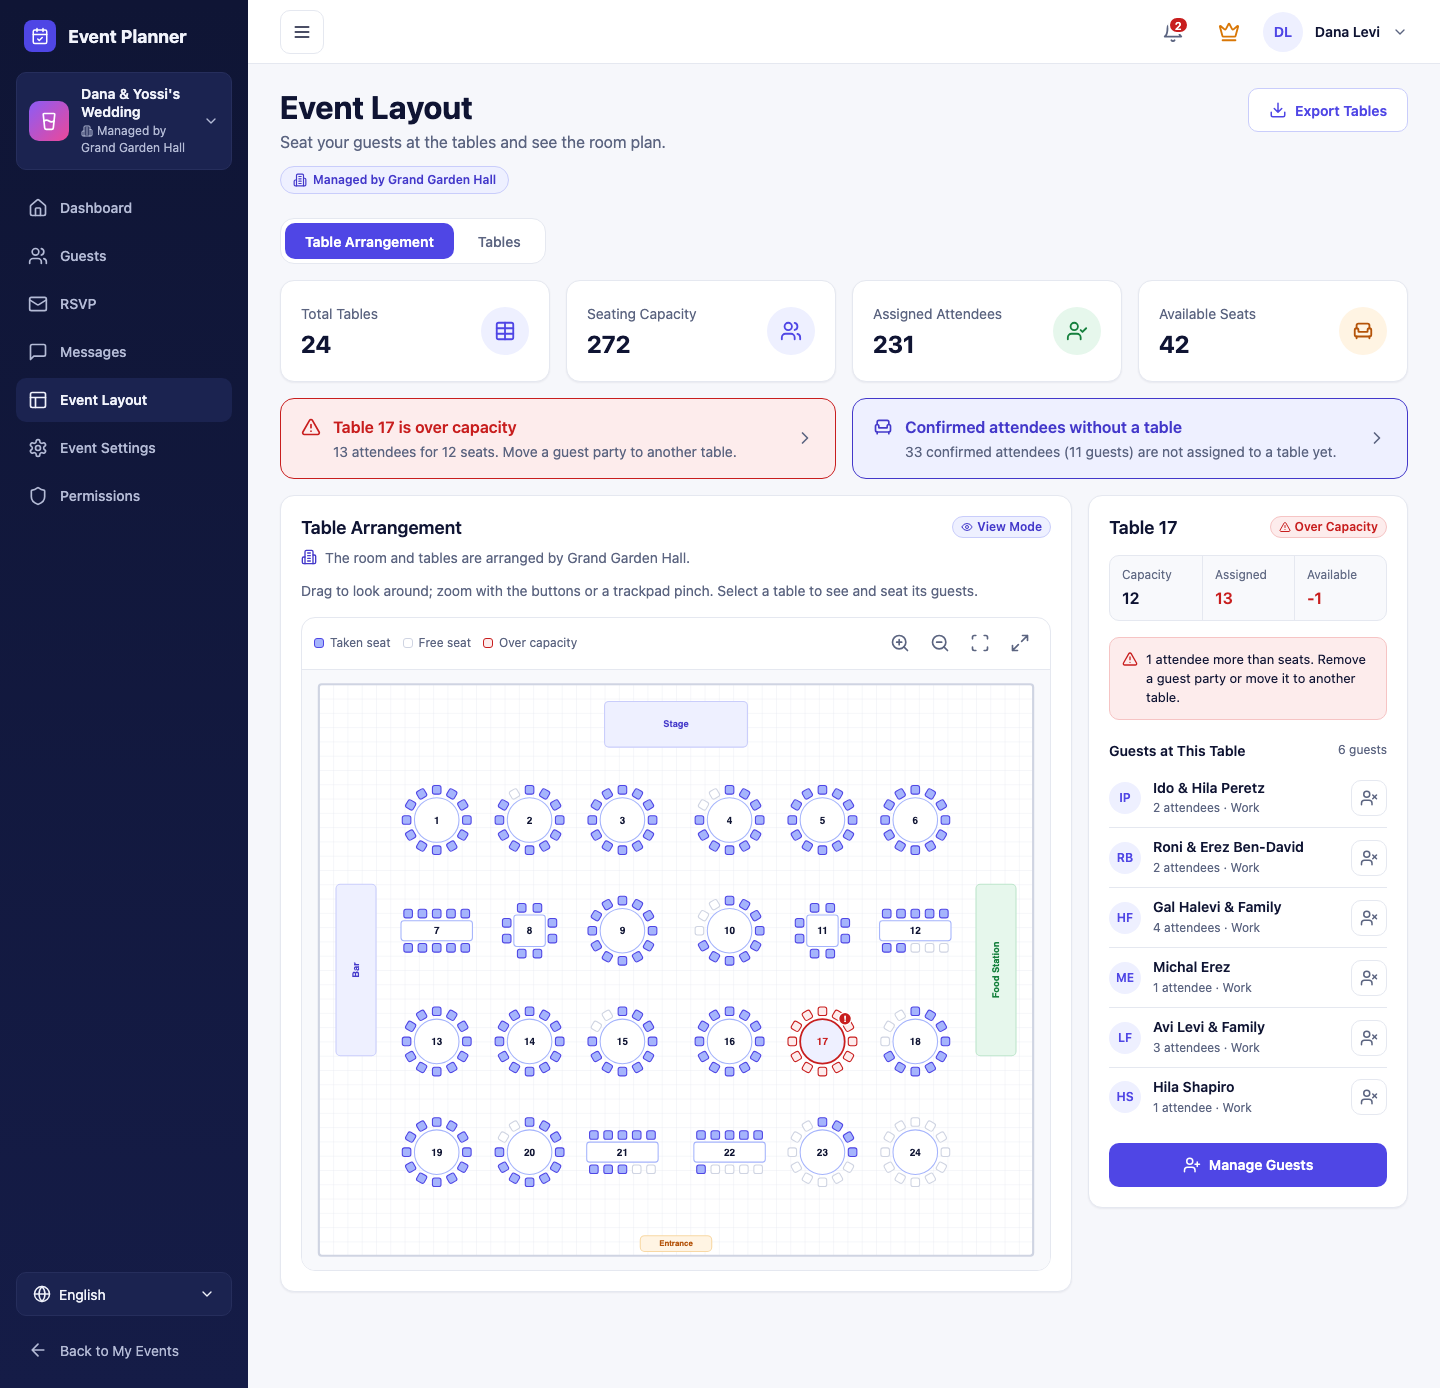 Event Planner
Dana & Yossi's
Wedding
Managed by
Grand Garden Hall
Dashboard
Guests
RSVP
Messages
Event Layout
Event Settings
Permissions
English
Back to My Events
2
DL
Dana Levi
Event Layout
Seat your guests at the tables and see the room plan.
Managed by Grand Garden Hall
Export Tables
Table Arrangement
Tables
Total Tables
24
Seating Capacity
272
Assigned Attendees
231
Available Seats
42
Table 17 is over capacity
13 attendees for 12 seats. Move a guest party to another table.
Confirmed attendees without a table
33 confirmed attendees (11 guests) are not assigned to a table yet.
Table Arrangement
View Mode
The room and tables are arranged by Grand Garden Hall.
Drag to look around; zoom with the buttons or a trackpad pinch. Select a table to see and seat its guests.
Taken seat
Free seat
Over capacity
Stage
1
2
3
4
5
6
Bar
7
8
9
10
11
12
Food Station
13
14
15
16
17
!
18
19
20
21
22
23
24
Entrance
Table 17
Over Capacity
Capacity
12
Assigned
13
Available
-1
1 attendee more than seats. Remove
a guest party or move it to another
table.
Guests at This Table
6 guests
IP
Ido & Hila Peretz
2 attendees · Work
RB
Roni & Erez Ben-David
2 attendees · Work
HF
Gal Halevi & Family
4 attendees · Work
ME
Michal Erez
1 attendee · Work
LF
Avi Levi & Family
3 attendees · Work
HS
Hila Shapiro
1 attendee · Work
Manage Guests